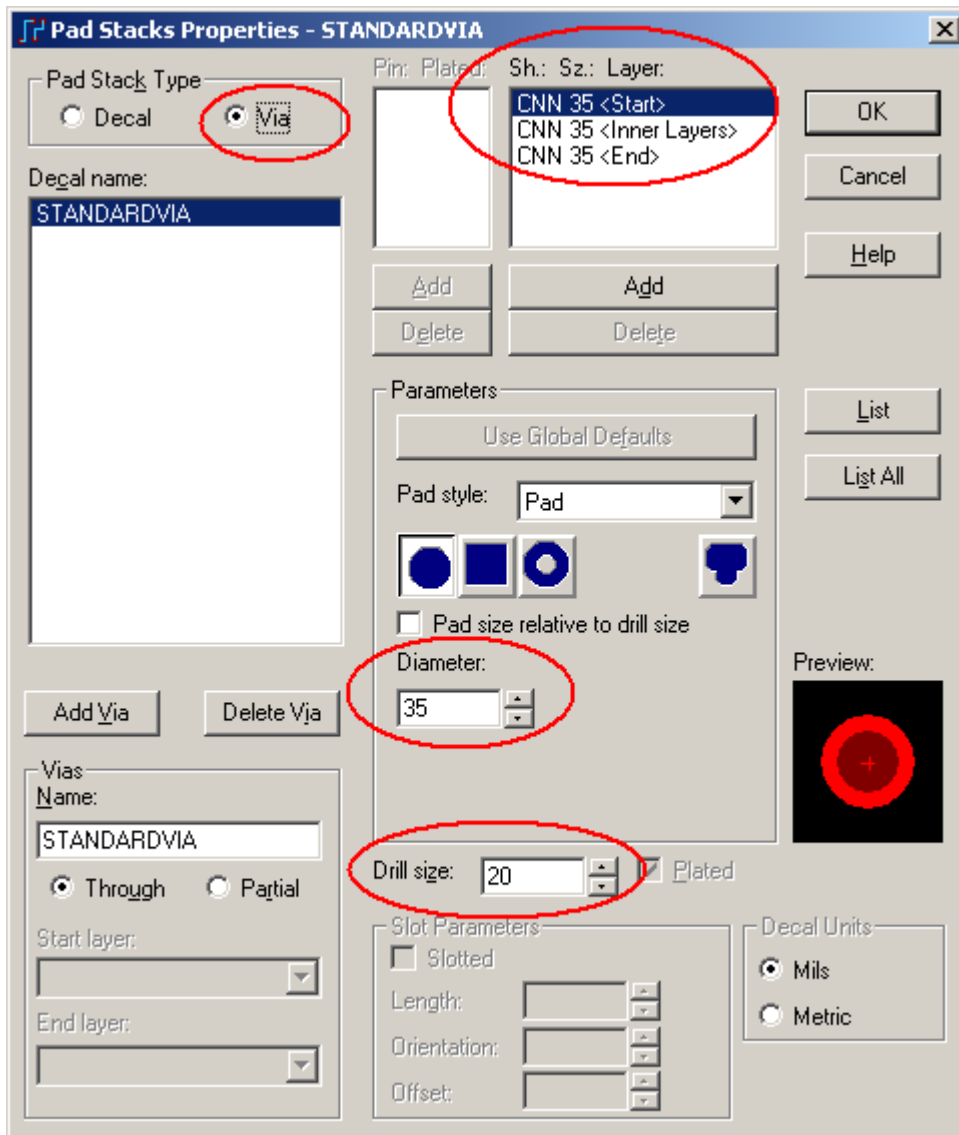 Pad Stacks Properties - STANDARDVIA
Pad Stack Type
Decal
Via
Decal name:
STANDARDVIA
Pin: Plated:
Sh.: Sz.: Layer:
CNN 35 <Start>
CNN 35 <Inner Layers>
CNN 35 <End>
OK
Cancel
Help
Add
Delete
Add
Delete
Parameters
Use Global Defaults
List
List All
Pad style:
Pad
Pad size relative to drill size
Diameter:
35
Preview:
Add Via
Delete Via
Vias
Name:
STANDARDVIA
Through
Partial
Start layer:
End layer:
Drill size:
20
Plated
Slot Parameters
Slotted
Length:
Orientation:
Offset:
Decal Units
Mils
Metric